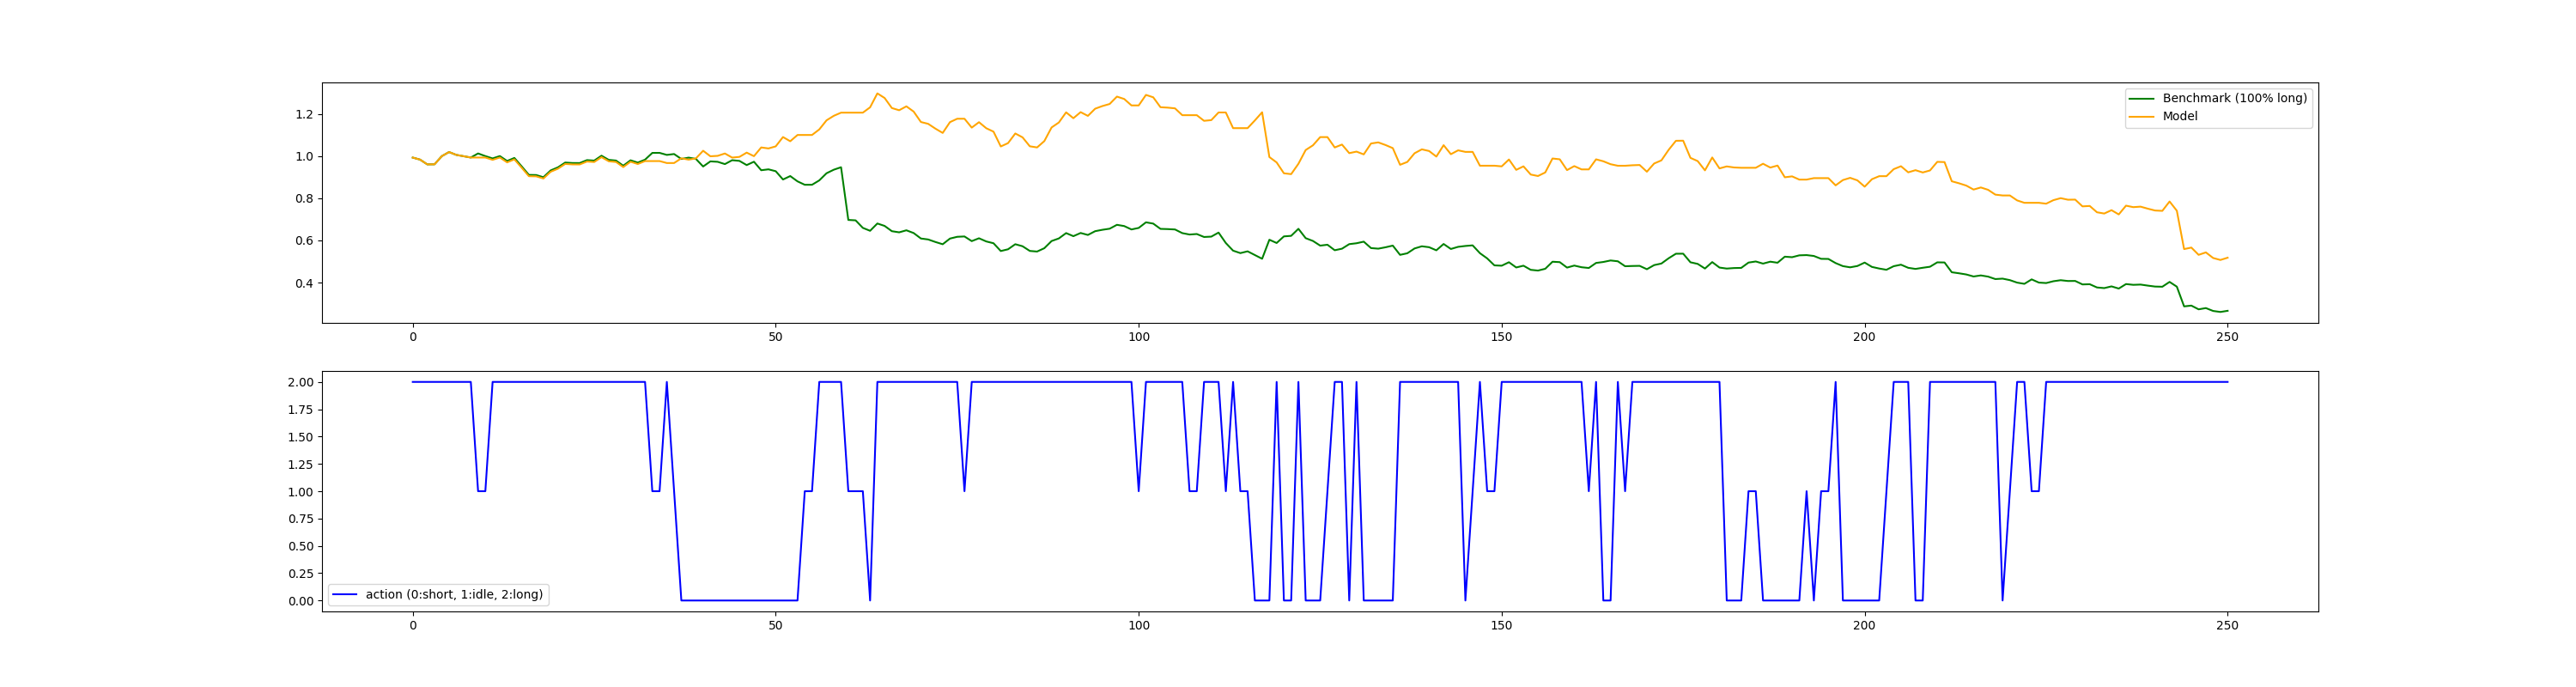 1.2
1.0
0.8
0.6
0.4
Benchmark (100% long)
Model
0 50 100 150 200 250
2.00
1.75
1.50
1.25
1.00
0.75
0.50
0.25
0.00
action (0:short, 1:idle, 2:long)
0 50 100 150 200 250